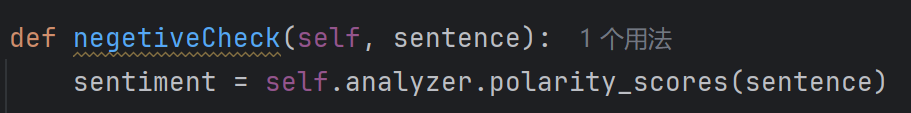 def negetiveCheck(self, sentence): 1 个用法
sentiment = self.analyzer.polarity_scores(sentence)